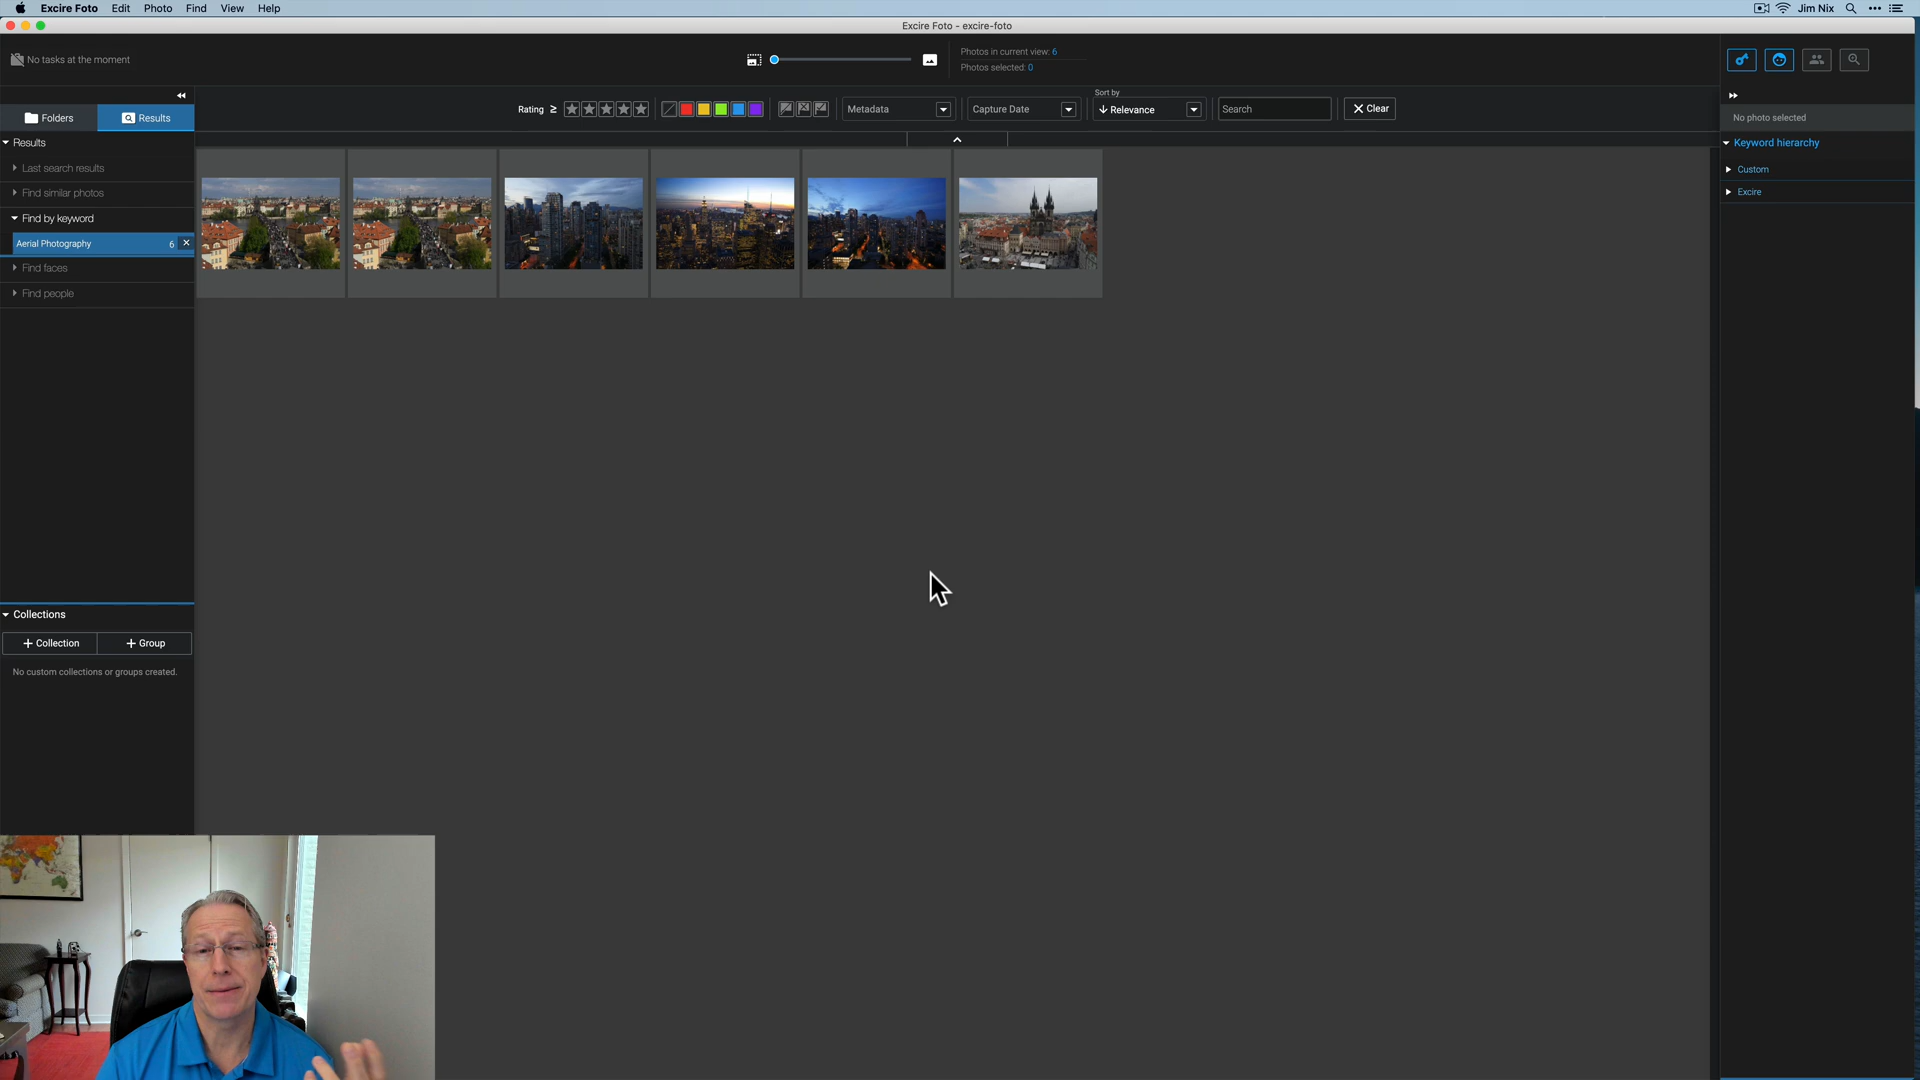 Excire Foto Edit Photo Find View Help
Jim Nix
Excire Foto - excire-foto
No tasks at the moment
Photos in current view: 6
Photos selected: 0
Folders
Results
Rating ≥
Metadata
Capture Date
Sort by
Relevance
Search
Clear
No photo selected
Results
Last search results
Find similar photos
Find by keyword
Aerial Photography 6
Find faces
Find people
Keyword hierarchy
Custom
Excire
Collections
+ Collection
+ Group
No custom collections or groups created.